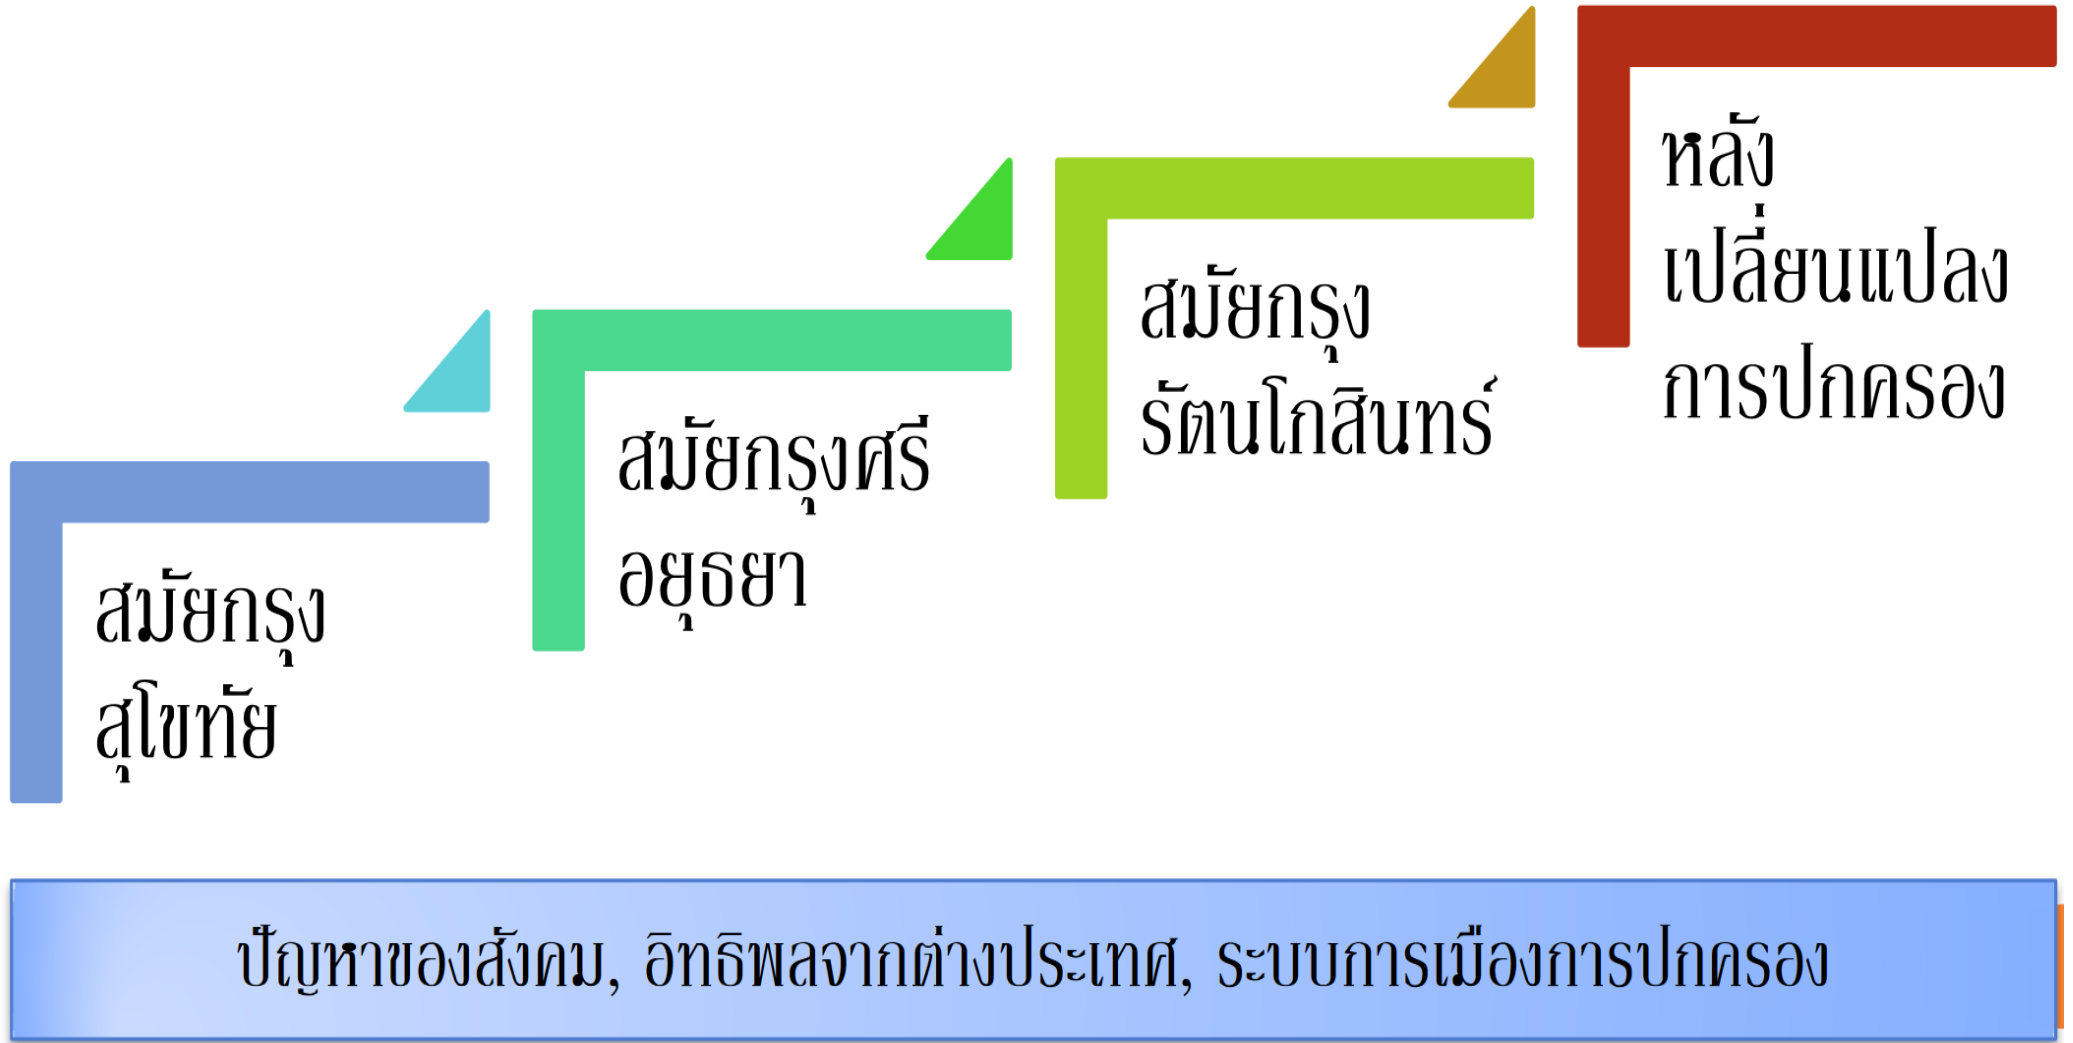 สมัยกรุง
สุโขทัย
สมัยกรุงศรี
อยุธยา
สมัยกรุง
รัตนโกสินทร์
หลัง
เปลี่ยนแปลง
การปกครอง
ปัญหาของสังคม, อิทธิพลจากต่างประเทศ, ระบบการเมืองการปกครอง